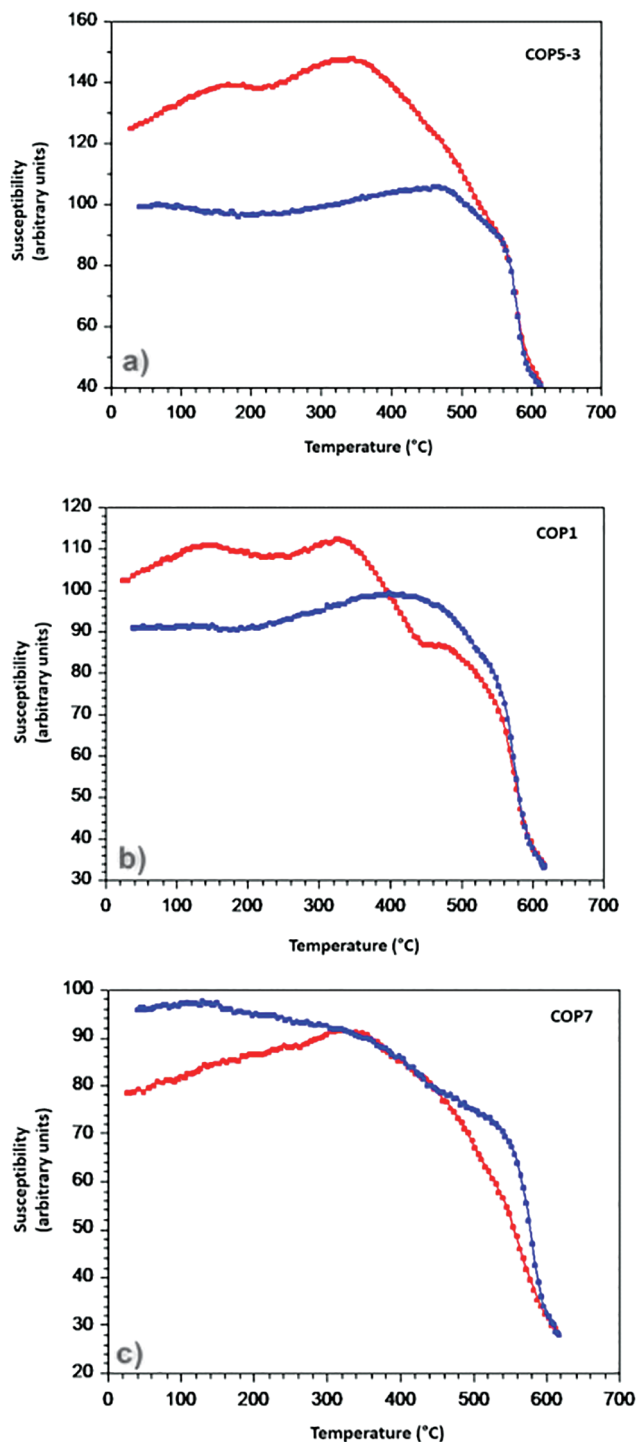 COP5-3
160
140
120
100
80
60
40
Susceptibility
(arbitrary units)
a)
0 100 200 300 400 500 600 700
Temperature (°C)
COP1
120
110
100
90
80
70
60
50
40
30
Susceptibility
(arbitrary units)
b)
0 100 200 300 400 500 600 700
Temperature (°C)
COP7
100
90
80
70
60
50
40
30
20
Susceptibility
(arbitrary units)
c)
0 100 200 300 400 500 600 700
Temperature (°C)